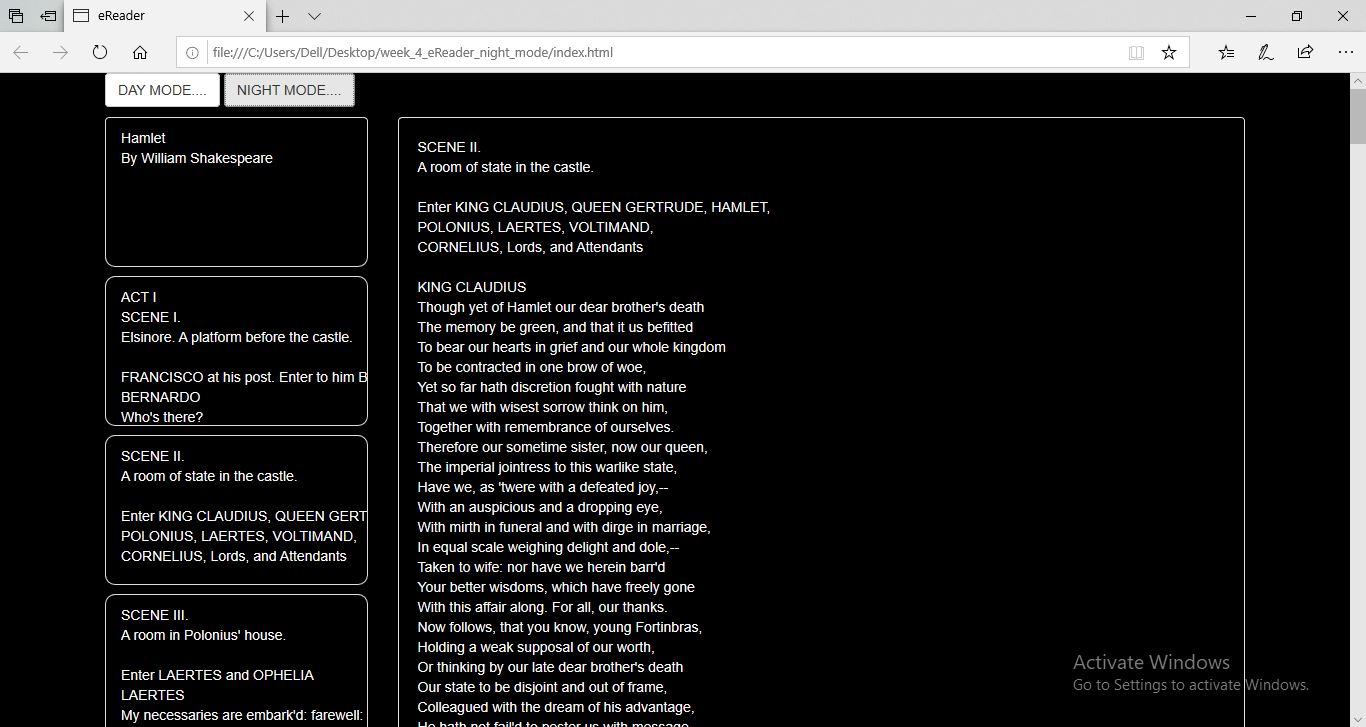 eReader
file:///C:/Users/Dell/Desktop/week_4_eReader_night_mode/index.html
DAY MODE....
NIGHT MODE....
Hamlet
By William Shakespeare
ACT I
SCENE I.
Elsinore. A platform before the castle.
FRANCISCO at his post. Enter to him B
BERNARDO
Who's there?
SCENE II.
A room of state in the castle.
Enter KING CLAUDIUS, QUEEN GERT
POLONIUS, LAERTES, VOLTIMAND,
CORNELIUS, Lords, and Attendants
SCENE III.
A room in Polonius' house.
Enter LAERTES and OPHELIA
LAERTES
My necessaries are embark'd: farewell:
SCENE II.
A room of state in the castle.
Enter KING CLAUDIUS, QUEEN GERTRUDE, HAMLET,
POLONIUS, LAERTES, VOLTIMAND,
CORNELIUS, Lords, and Attendants
KING CLAUDIUS
Though yet of Hamlet our dear brother's death
The memory be green, and that it us befitted
To bear our hearts in grief and our whole kingdom
To be contracted in one brow of woe,
Yet so far hath discretion fought with nature
That we with wisest sorrow think on him,
Together with remembrance of ourselves.
Therefore our sometime sister, now our queen,
The imperial jointress to this warlike state,
Have we, as 'twere with a defeated joy,--
With an auspicious and a dropping eye,
With mirth in funeral and with dirge in marriage,
In equal scale weighing delight and dole,--
Taken to wife: nor have we herein barr'd
Your better wisdoms, which have freely gone
With this affair along. For all, our thanks.
Now follows, that you know, young Fortinbras,
Holding a weak supposal of our worth,
Or thinking by our late dear brother's death
Our state to be disjoint and out of frame,
Colleagued with the dream of his advantage,
He hath not fail'd to pester us with message
Activate Windows
Go to Settings to activate Windows.